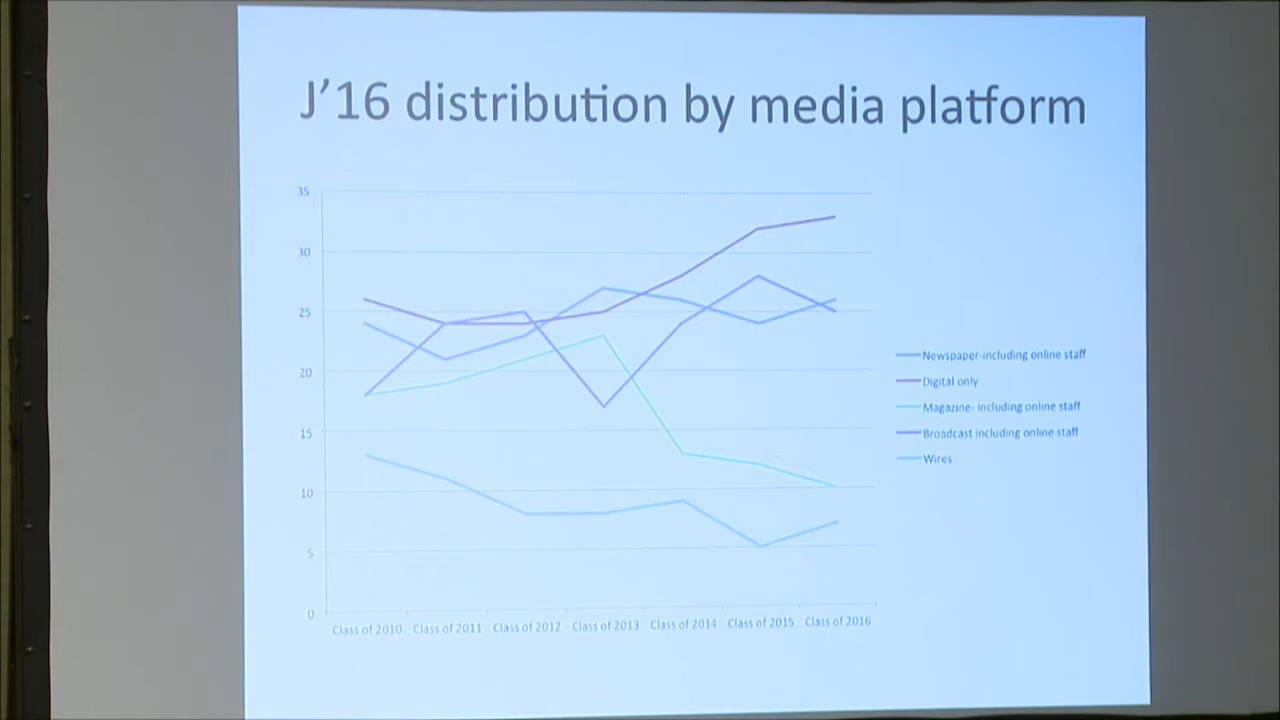 J'16 distribution by media platform
35
30
25
20
15
10
5
0
Class of 2010 Class of 2011 Class of 2012 Class of 2013 Class of 2014 Class of 2015 Class of 2016
Newspaper-including online staff
Digital only
Magazine- including online staff
Broadcast including online staff
Wires